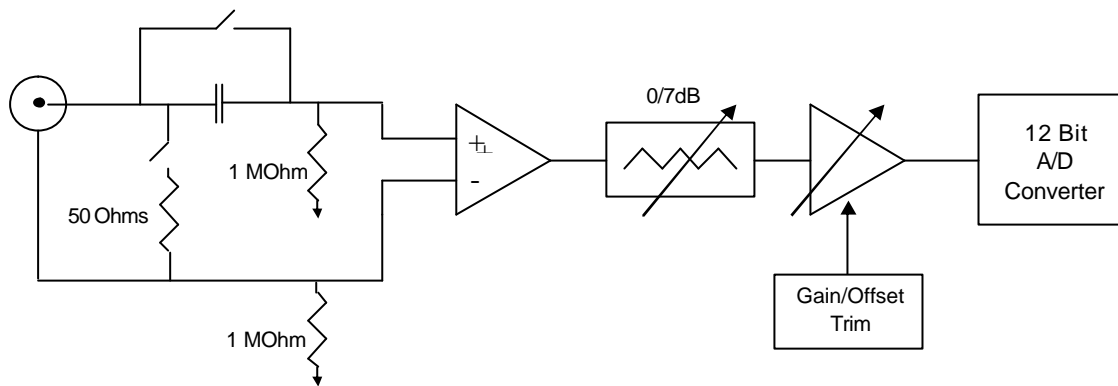 0/7dB
12 Bit
A/D
Converter
+
-
1 MOhm
50 Ohms
Gain/Offset
Trim
1 MOhm